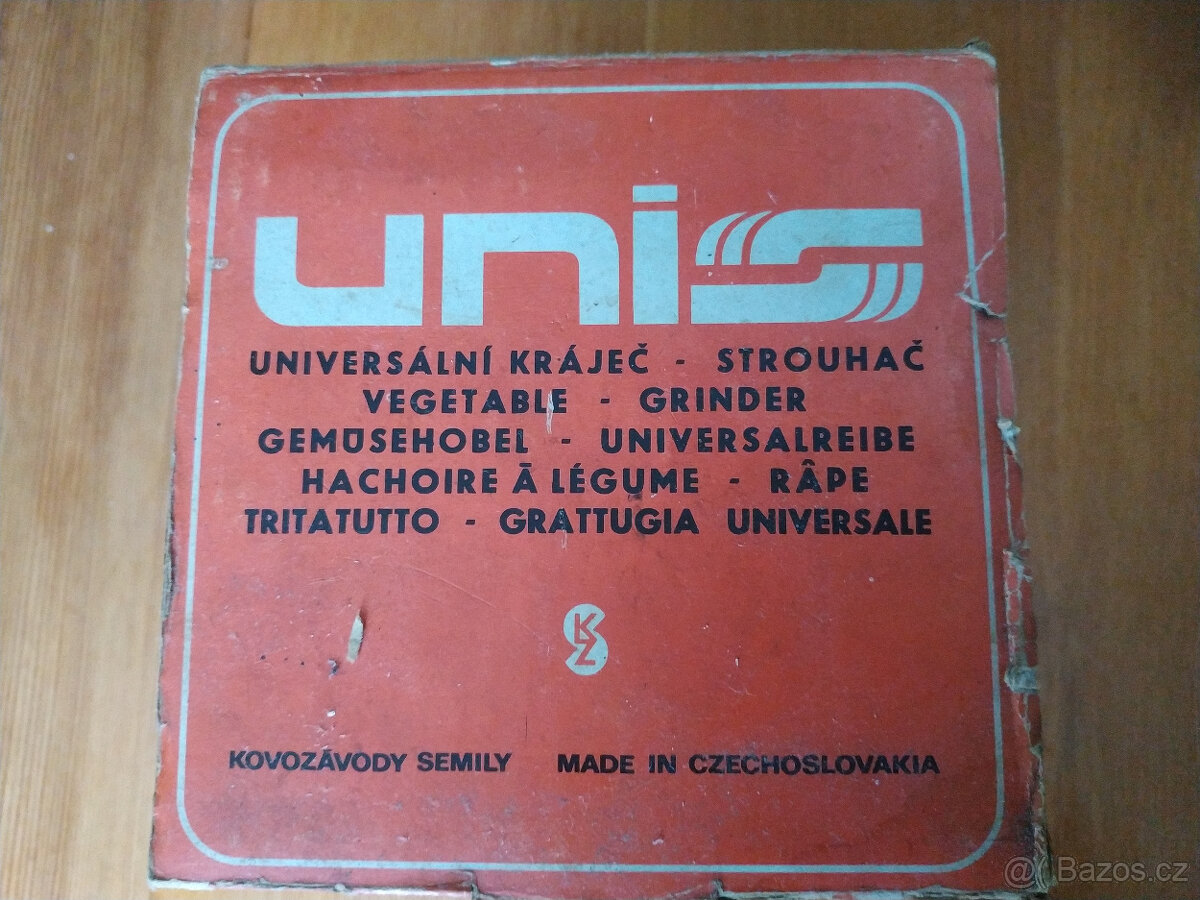 unis
UNIVERSÁLNÍ KRÁJEČ - STROUHAČ
VEGETABLE - GRINDER
GEMÜSEHOBEL - UNIVERSALREIBE
HACHOIRE Ā LÉGUME - RÂPE
TRITATUTTO - GRATTUGIA UNIVERSALE
KZ
KOVOZÁVODY SEMILY MADE IN CZECHOSLOVAKIA
@ Bazos.cz